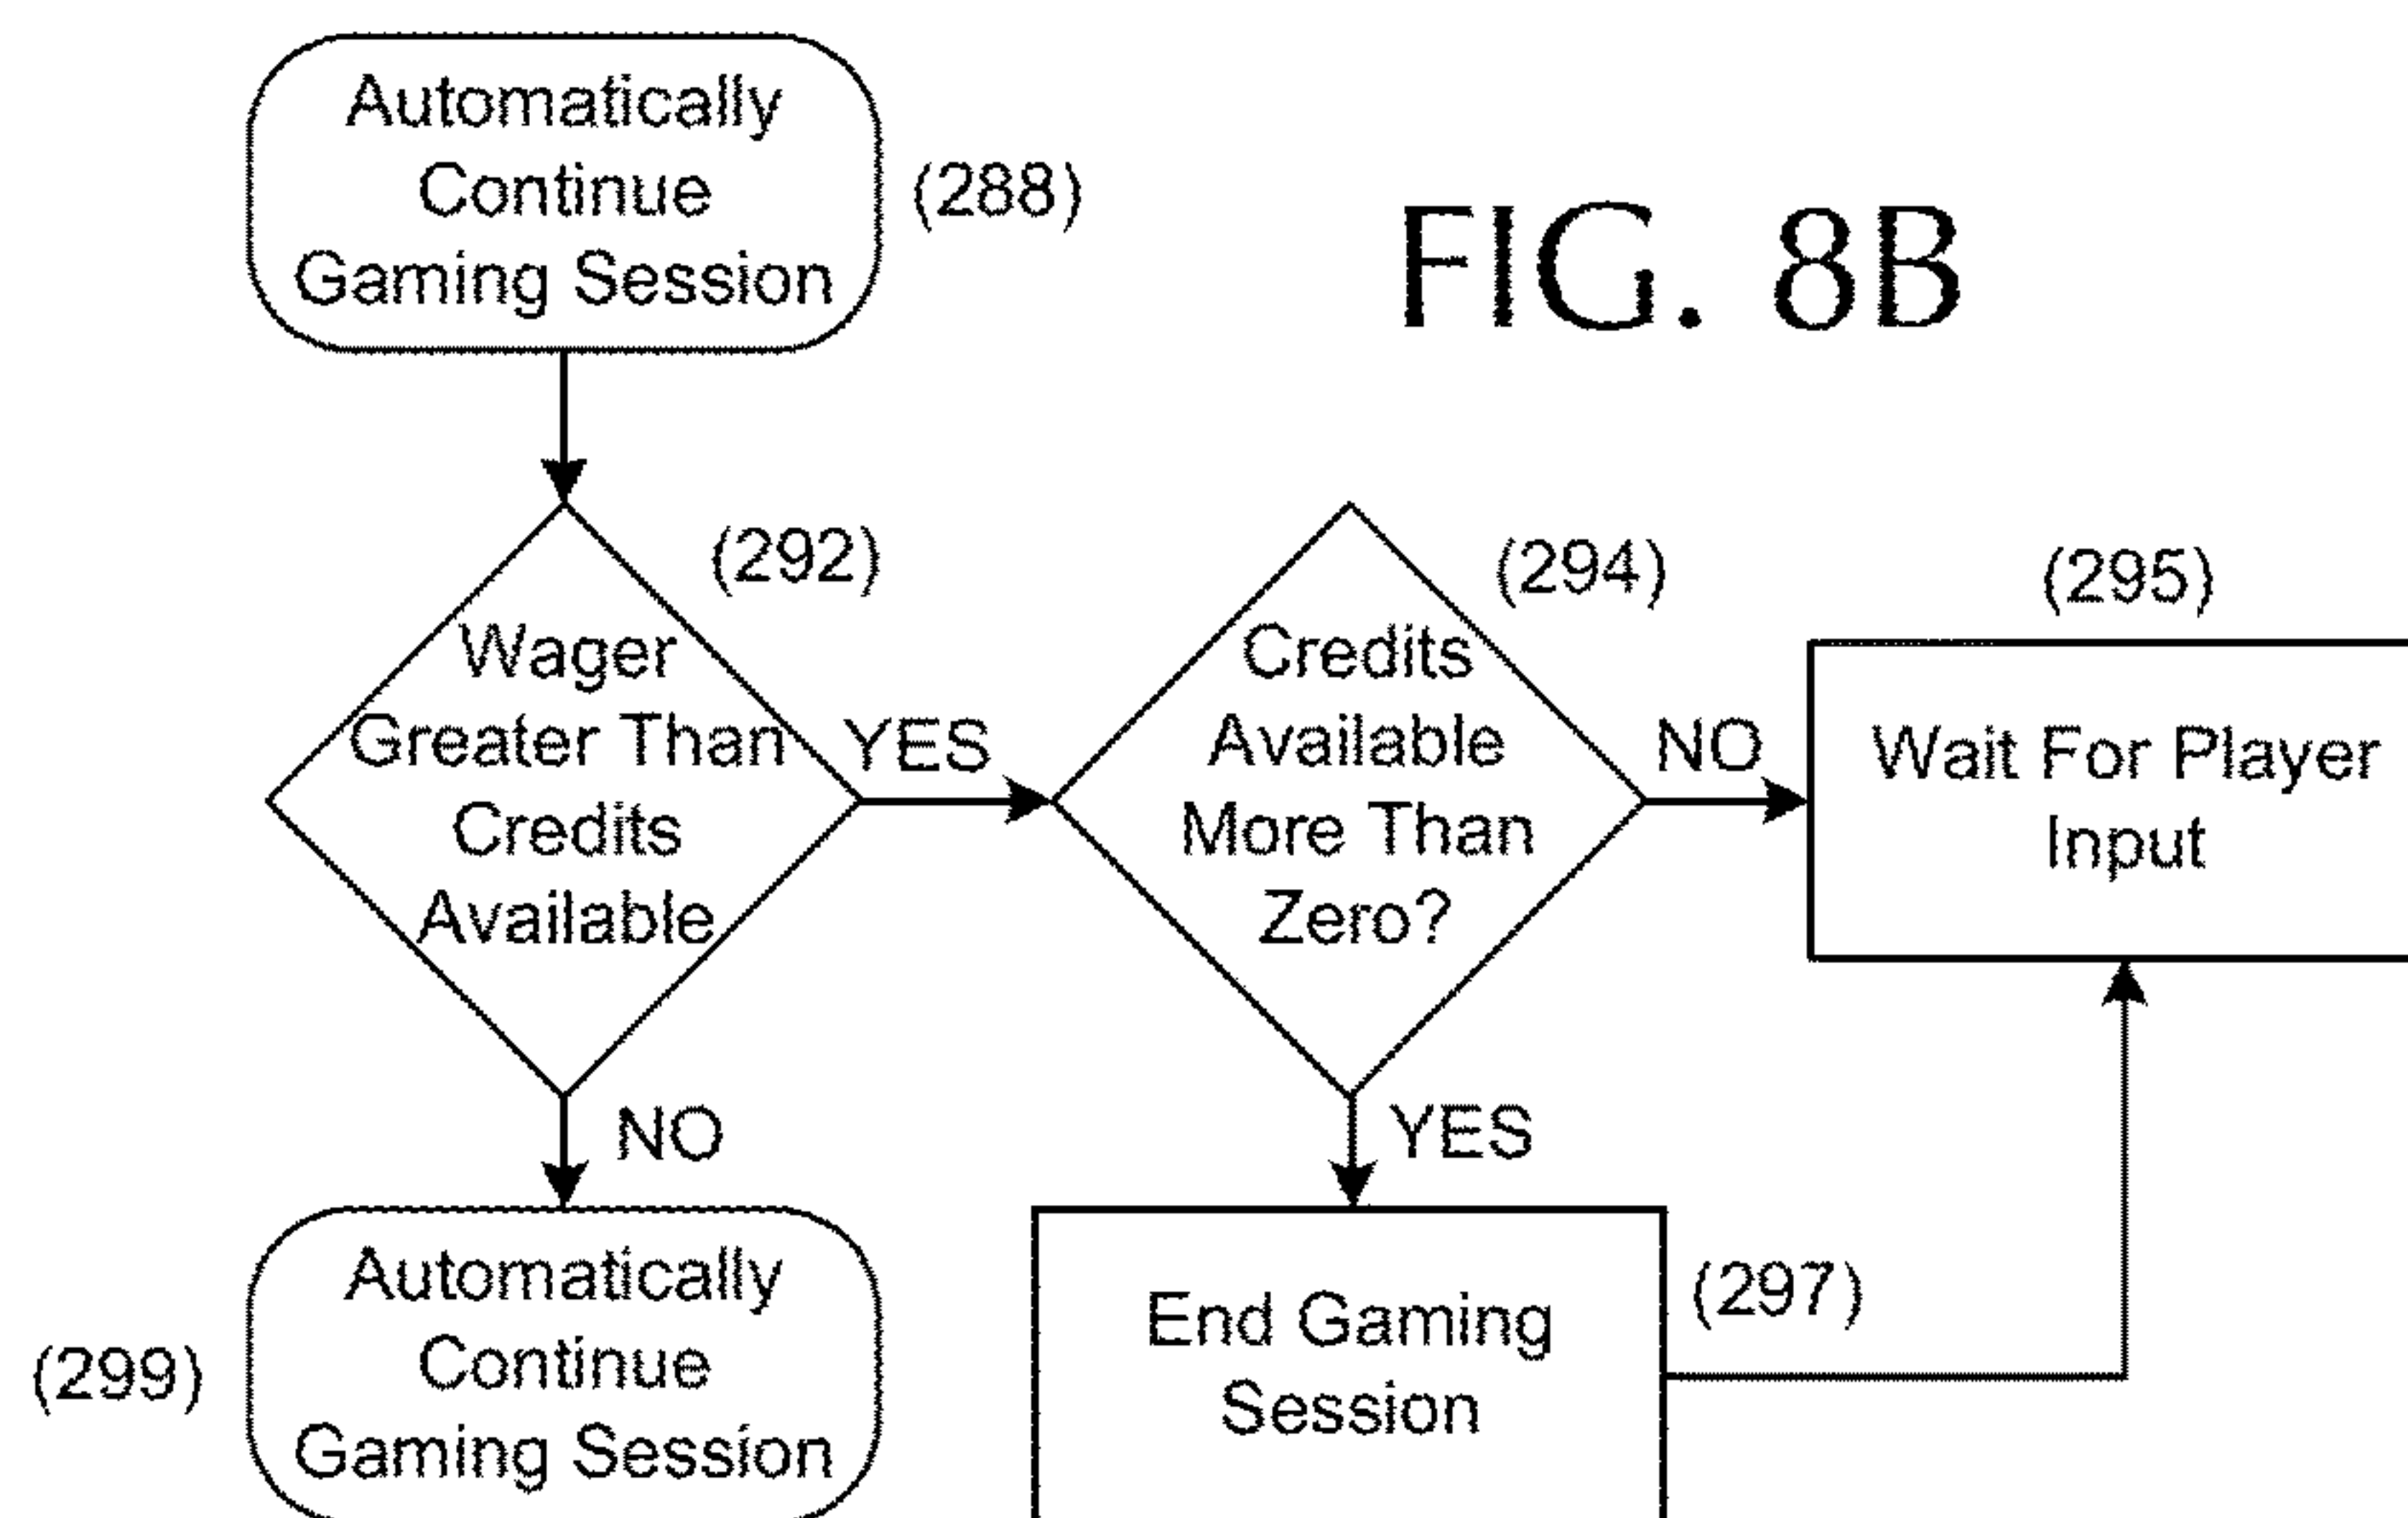 Automatically
Continue
Gaming Session
(288)
FIG. 8B
(292)
Wager
Greater Than
Credits
Available
YES
(294)
Credits
Available
More Than
Zero?
NO
(295)
Wait For Player
Input
NO
YES
(299)
Automatically
Continue
Gaming Session
End Gaming
Session
(297)